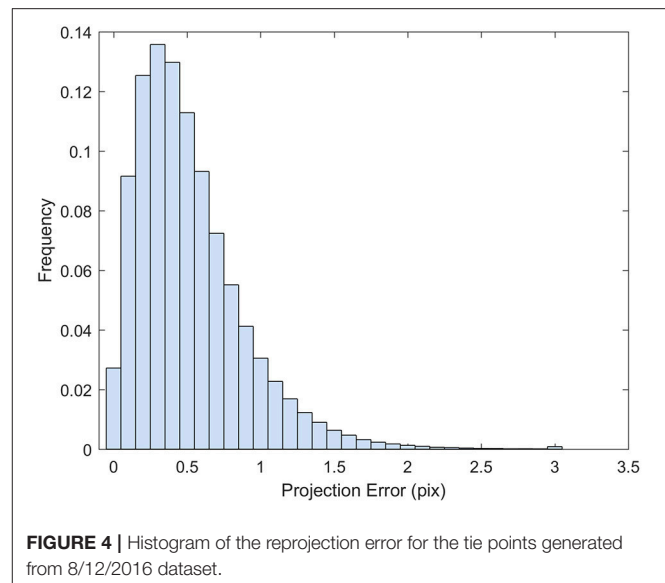 0.14
0.12
0.1
0.08
0.06
0.04
0.02
0
Frequency
0 0.5 1 1.5 2 2.5 3 3.5
Projection Error (pix)
FIGURE 4 | Histogram of the reprojection error for the tie points generated
from 8/12/2016 dataset.